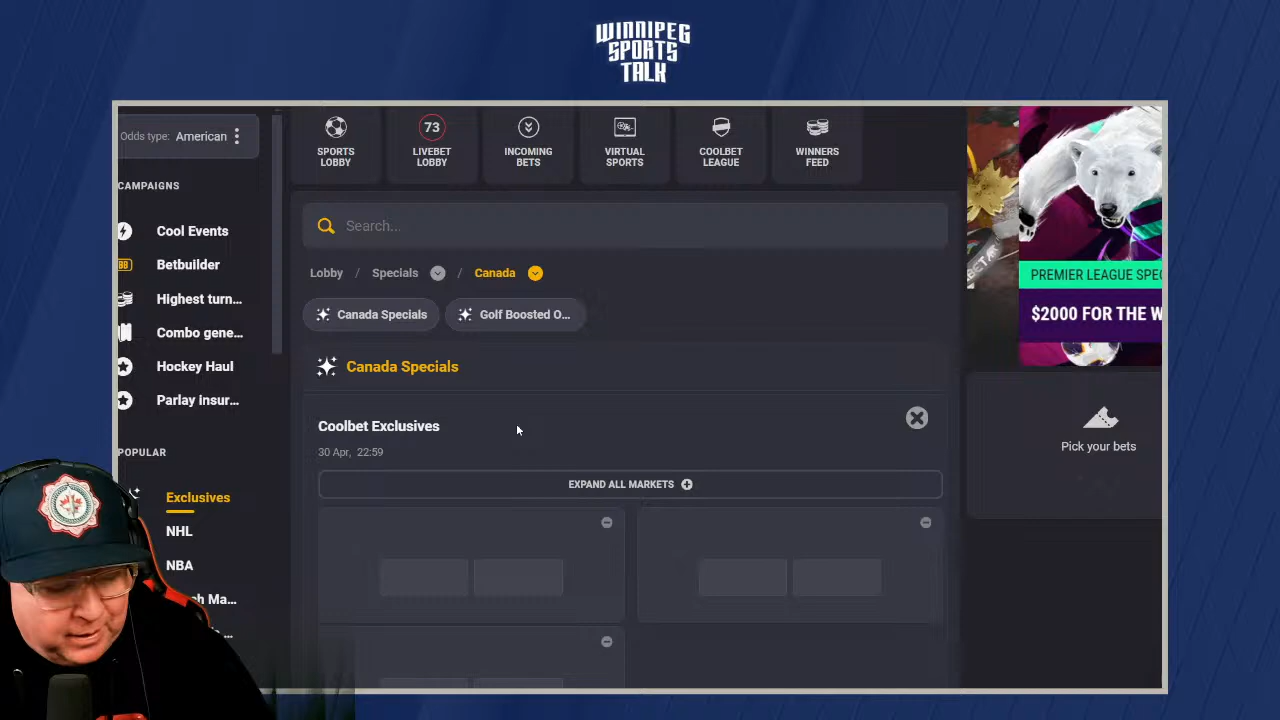 WINNIPEG
SPORTS
TALK
Odds type: American
SPORTS
LOBBY
73
LIVEBET
LOBBY
INCOMING
BETS
VIRTUAL
SPORTS
COOLBET
LEAGUE
WINNERS
FEED
CAMPAIGNS
Cool Events
Betbuilder
Highest turn...
Combo gene...
Hockey Haul
Parlay insur...
POPULAR
Exclusives
NHL
NBA
Search...
Lobby / Specials / Canada
Canada Specials
Golf Boosted O...
Canada Specials
Coolbet Exclusives
30 Apr, 22:59
EXPAND ALL MARKETS
PREMIER LEAGUE SPEC
$2000 FOR THE W
Pick your bets